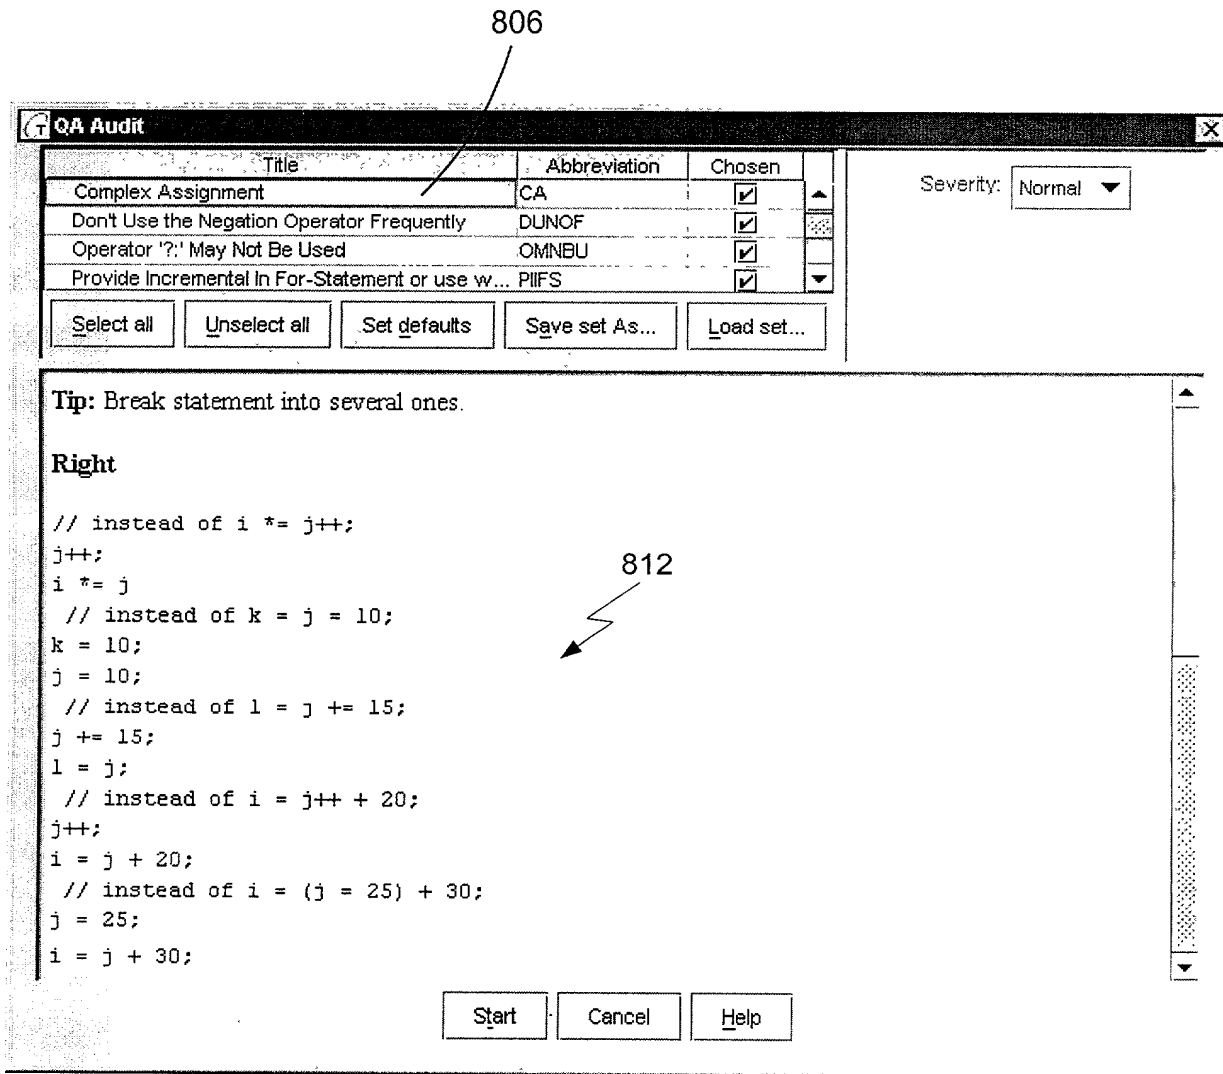 806
QA Audit
Title Abbreviation Chosen
Complex Assignment CA
Don't Use the Negation Operator Frequently DUNOF
Operator '?:' May Not Be Used OMNBU
Provide Incremental In For-Statement or use w... PIIFS
Severity: Normal
Select all Unselect all Set defaults Save set As... Load set...
Tip: Break statement into several ones.
Right
// instead of i *= j++;
j++;
i *= j
// instead of k = j = 10;
k = 10;
j = 10;
// instead of l = j += 15;
j += 15;
l = j;
// instead of i = j++ + 20;
j++;
i = j + 20;
// instead of i = (j = 25) + 30;
j = 25;
i = j + 30;
812
Start Cancel Help